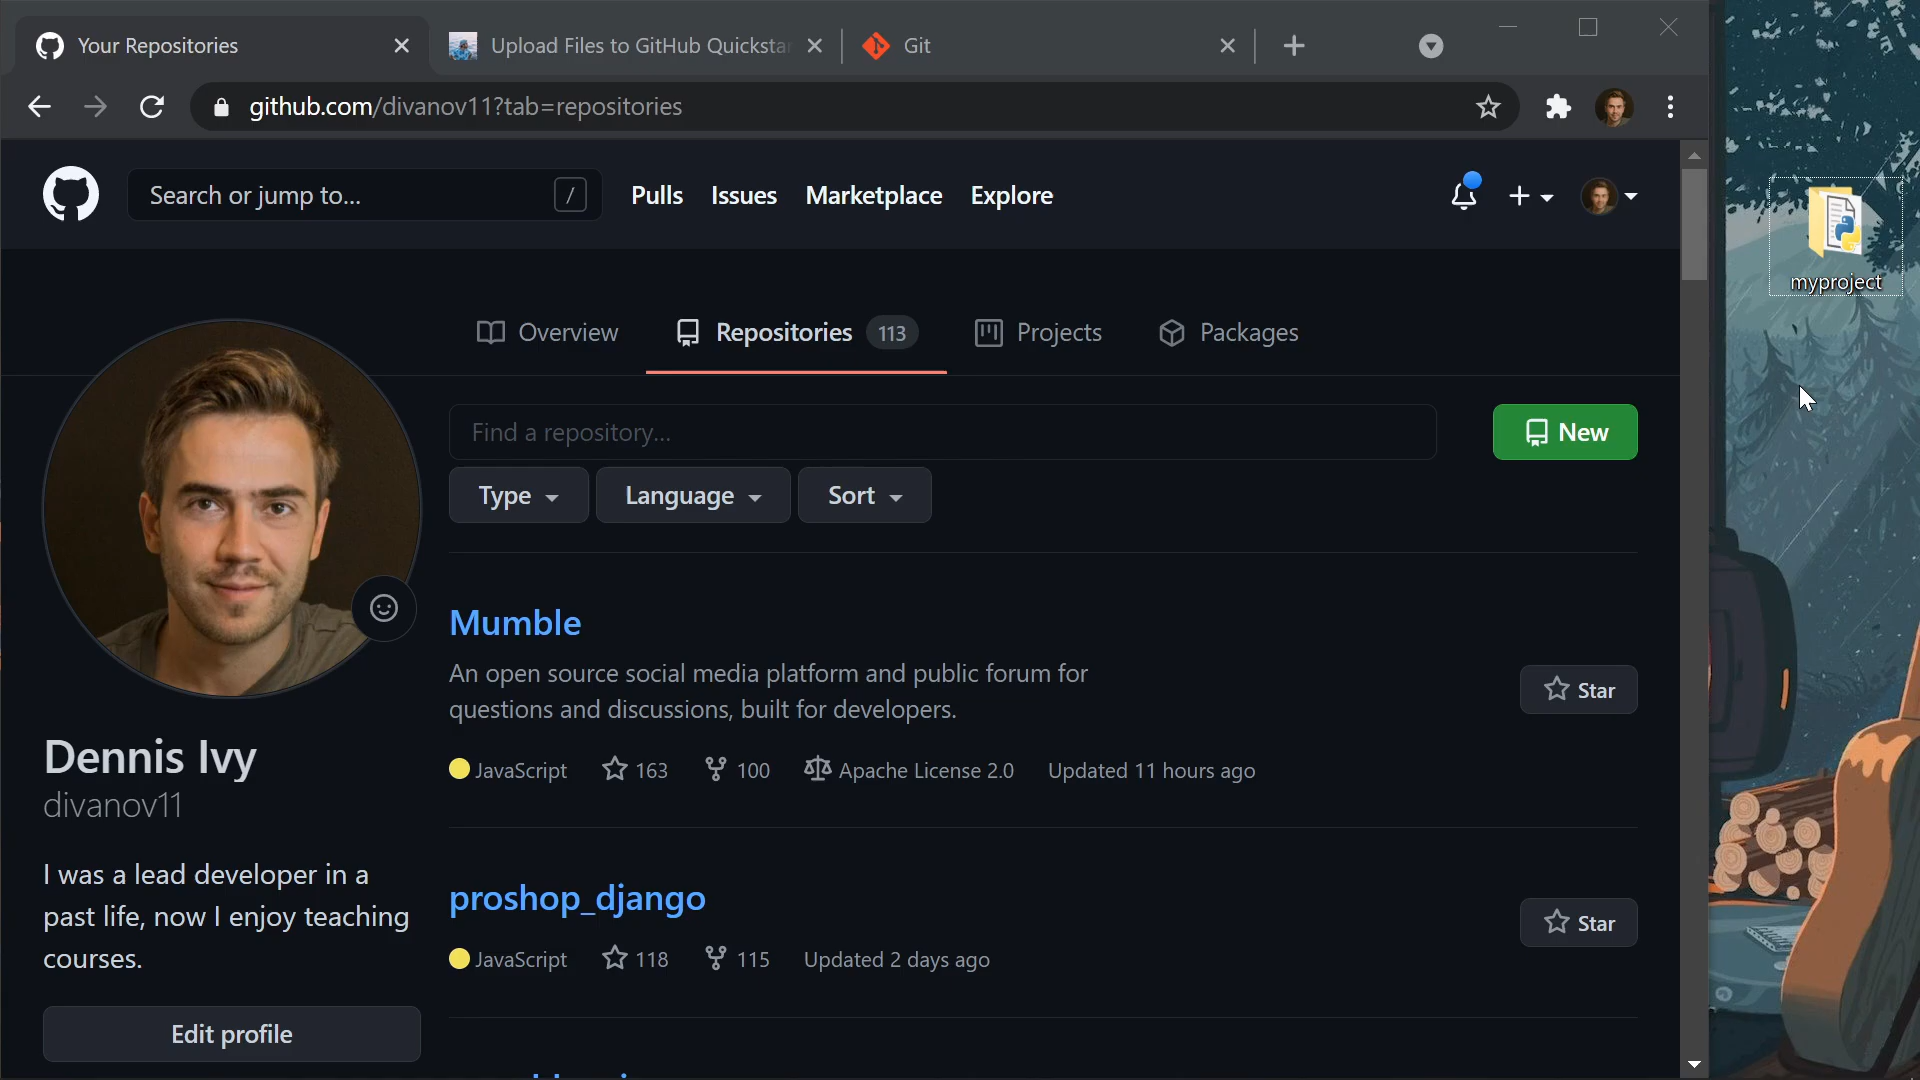 Your Repositories
Upload Files to GitHub Quickstar
Git
github.com/divanov11?tab=repositories
Search or jump to...
/
Pulls
Issues
Marketplace
Explore
myproject
Overview
Repositories 113
Projects
Packages
Find a repository...
New
Type
Language
Sort
Mumble
An open source social media platform and public forum for
questions and discussions, built for developers.
Star
JavaScript 163 100 Apache License 2.0 Updated 11 hours ago
Dennis Ivy
divanov11
I was a lead developer in a
past life, now I enjoy teaching
courses.
Edit profile
proshop_django
Star
JavaScript 118 115 Updated 2 days ago